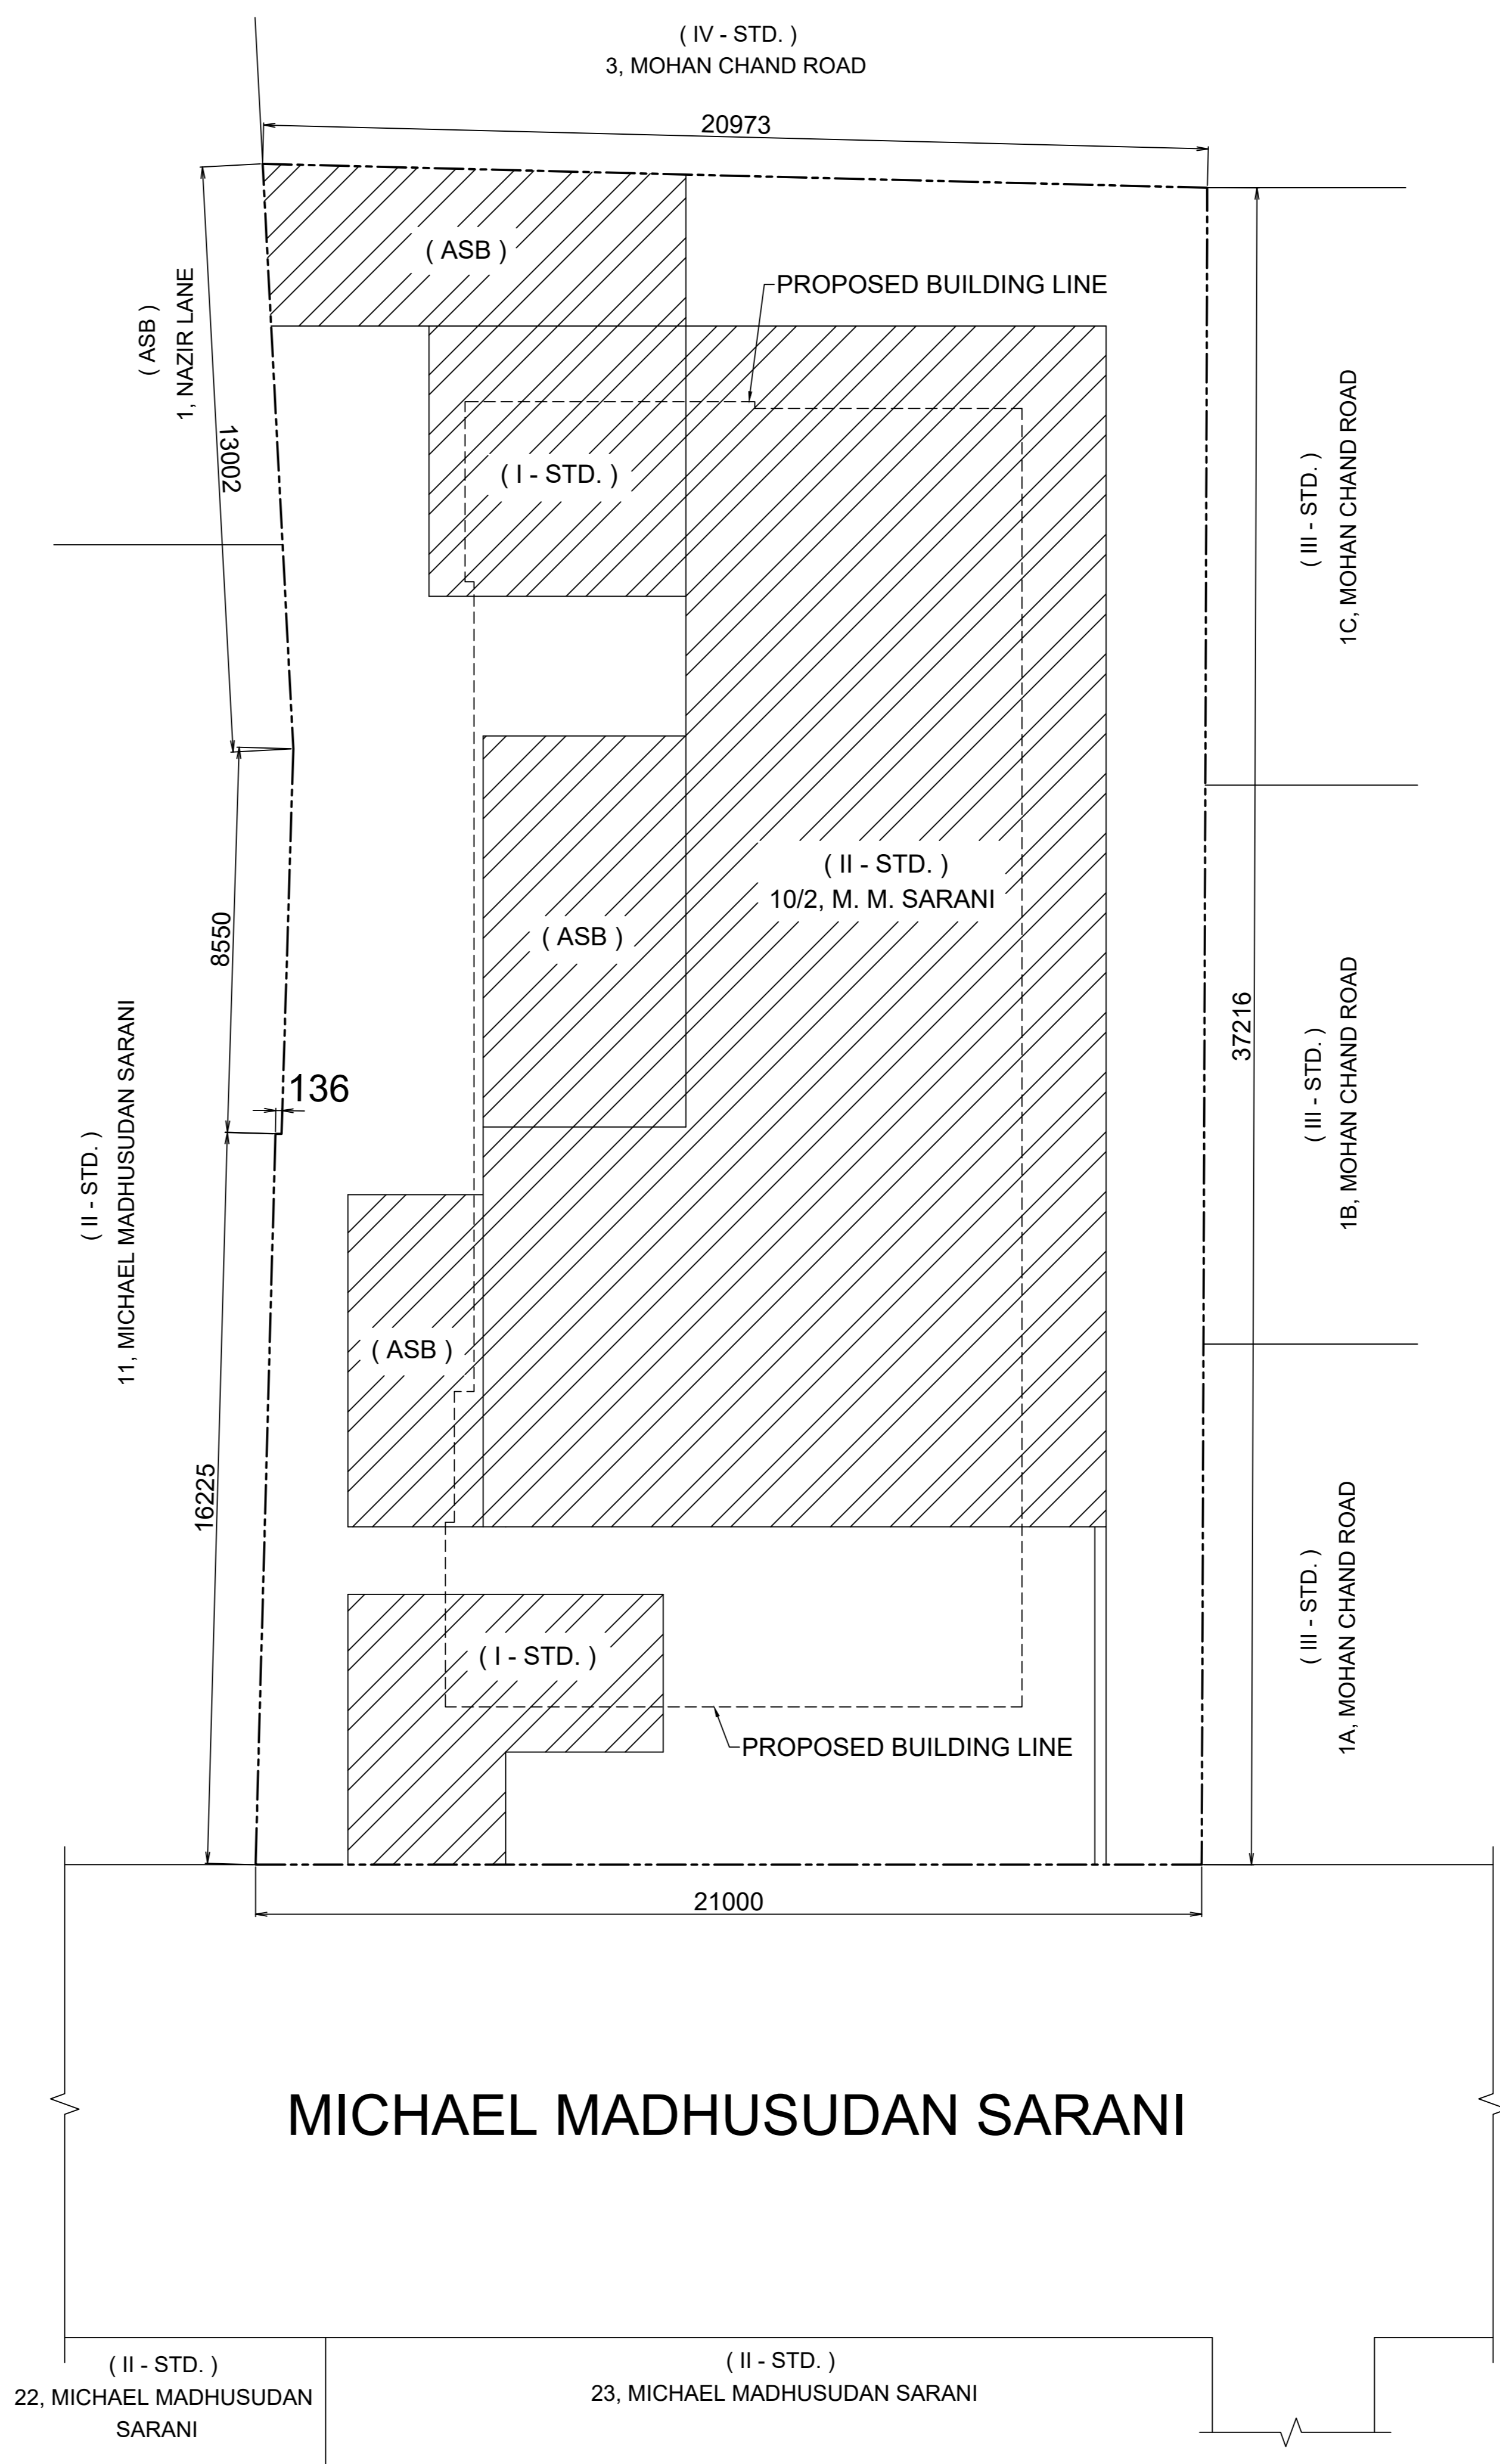 ( IV - STD. )
3, MOHAN CHAND ROAD
20973
( ASB )
PROPOSED BUILDING LINE
( ASB )
1, NAZIR LANE
13002
( I - STD. )
( III - STD. )
1C, MOHAN CHAND ROAD
( II - STD. )
10/2, M. M. SARANI
( ASB )
8550
37216
( III - STD. )
1B, MOHAN CHAND ROAD
136
( II - STD. )
11, MICHAEL MADHUSUDAN SARANI
( ASB )
16225
( III - STD. )
1A, MOHAN CHAND ROAD
( I - STD. )
PROPOSED BUILDING LINE
21000
MICHAEL MADHUSUDAN SARANI
( II - STD. )
22, MICHAEL MADHUSUDAN
SARANI
( II - STD. )
23, MICHAEL MADHUSUDAN SARANI